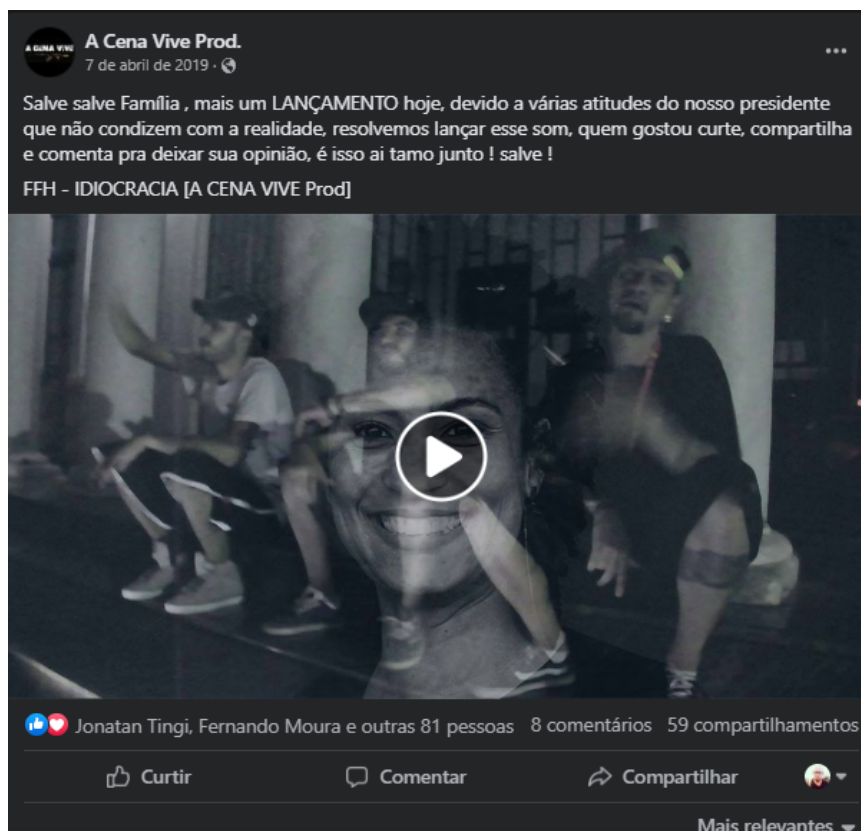 A CENA VIVE
A Cena Vive Prod.
7 de abril de 2019 ·
Salve salve Família , mais um LANÇAMENTO hoje, devido a várias atitudes do nosso presidente
que não condizem com a realidade, resolvemos lançar esse som, quem gostou curte, compartilha
e comenta pra deixar sua opinião, é isso ai tamo junto ! salve !
FFH - IDIOCRACIA [A CENA VIVE Prod]
Jonatan Tingi, Fernando Moura e outras 81 pessoas 8 comentários 59 compartilhamentos
Curtir Comentar Compartilhar
Mais relevantes